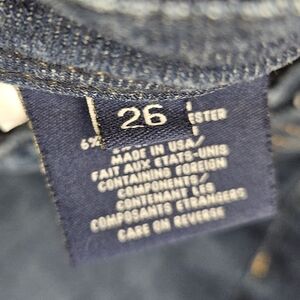 26
ESTER
6%
MADE IN USA/
FAIT AUX ETATS-UNIS
CONTAINING FOREIGN
COMPONENTS/
CONTENANT LES
COMPOSANTS ETRANGERS
CARE ON REVERSE